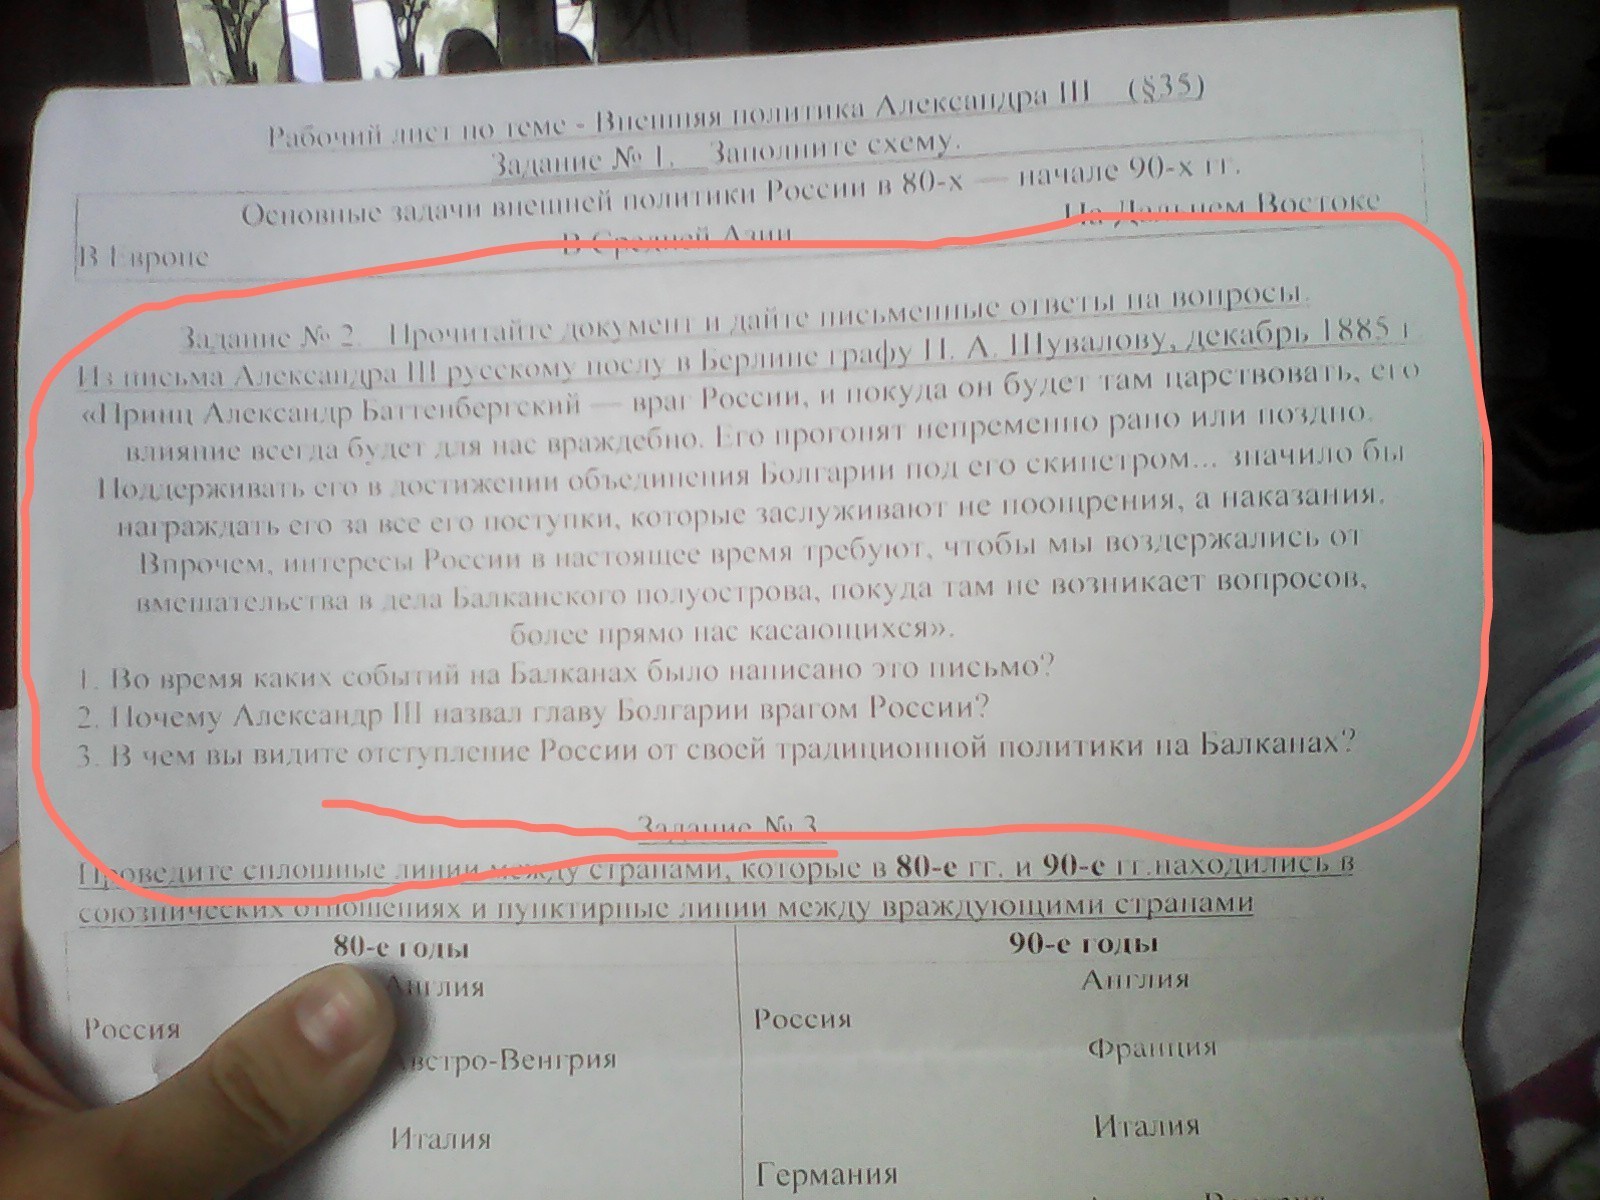 Рабочий лист по теме - Внешняя политика Александра III (§35)
Задание № 1. Заполните схему.
Основные задачи внешней политики России в 80-х — начале 90-х гг.
В Европе В Средней Азии На Дальнем Востоке
Задание № 2. Прочитайте документ и дайте письменные ответы на вопросы.
Из письма Александра III русскому послу в Берлине графу П. А. Шувалову, декабрь 1885 г
«Принц Александр Баттенбергский — враг России, и покуда он будет там царствовать, его
влияние всегда будет для нас враждебно. Его прогонят непременно рано или поздно.
Поддерживать его в достижении объединения Болгарии под его скипетром... значило бы
награждать его за все его поступки, которые заслуживают не поощрения, а наказания.
Впрочем, интересы России в настоящее время требуют, чтобы мы воздержались от
вмешательства в дела Балканского полуострова, покуда там не возникает вопросов,
более прямо нас касающихся».
1. Во время каких событий на Балканах было написано это письмо?
2. Почему Александр III назвал главу Болгарии врагом России?
3. В чем вы видите отступление России от своей традиционной политики на Балканах?
Задание № 3
Проведите сплошные линии между странами, которые в 80-е гг. и 90-е гг.находились в
союзнических отношениях и пунктирные линии между враждующими странами
80-е годы 90-е годы
Англия Англия
Россия Россия
Австро-Венгрия Франция
Италия Италия
Германия